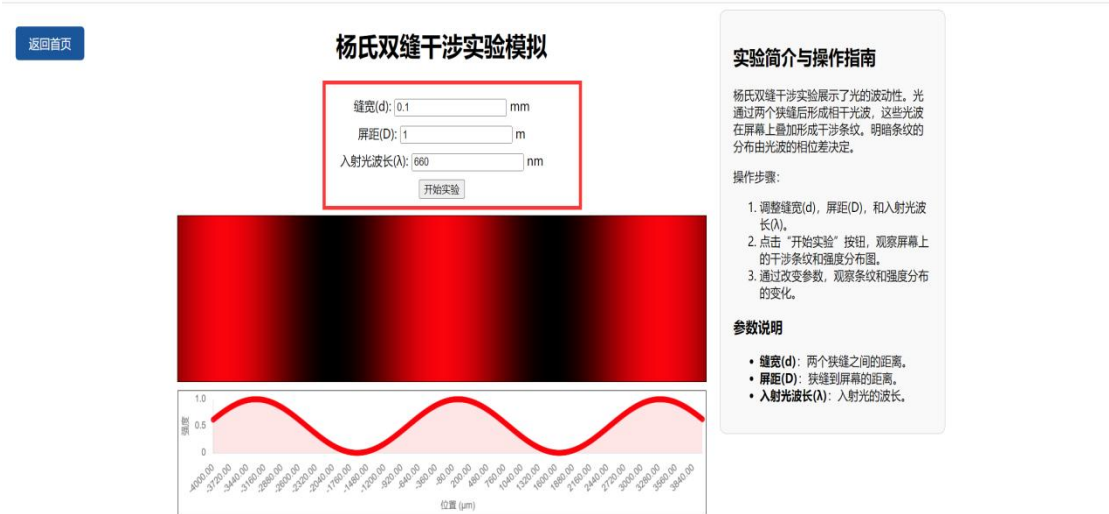 返回首页
杨氏双缝干涉实验模拟
缝宽(d): 0.1 mm
屏距(D): 1 m
入射光波长(λ): 660 nm
开始实验
1.0
0.5
0
强度
-4000.00 -3720.00 -3440.00 -3160.00 -2880.00 -2600.00 -2320.00 -2040.00 -1760.00 -1480.00 -1200.00 -920.00 -640.00 -360.00 -80.00 200.00 480.00 760.00 1040.00 1320.00 1600.00 1880.00 2160.00 2440.00 2720.00 3000.00 3280.00 3560.00 3840.00
位置 (μm)
实验简介与操作指南
杨氏双缝干涉实验展示了光的波动性。光
通过两个狭缝后形成相干光波，这些光波
在屏幕上叠加形成干涉条纹。明暗条纹的
分布由光波的相位差决定。
操作步骤：
1. 调整缝宽(d)，屏距(D)，和入射光波
长(λ)。
2. 点击“开始实验”按钮，观察屏幕上
的干涉条纹和强度分布图。
3. 通过改变参数，观察条纹和强度分布
的变化。
参数说明
• 缝宽(d)：两个狭缝之间的距离。
• 屏距(D)：狭缝到屏幕的距离。
• 入射光波长(λ)：入射光的波长。